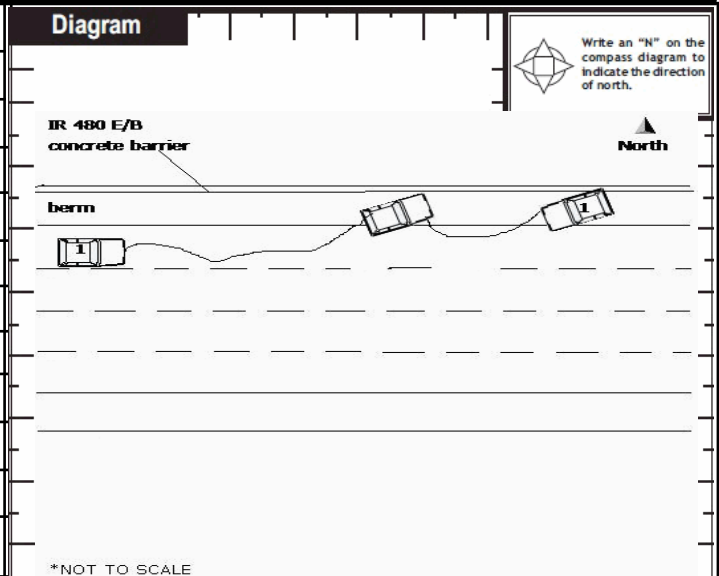 Diagram
Write an “N” on the
compass diagram to
indicate the direction
of north.
IR 480 E/B
concrete barrier
North
berm
1
1
*NOT TO SCALE